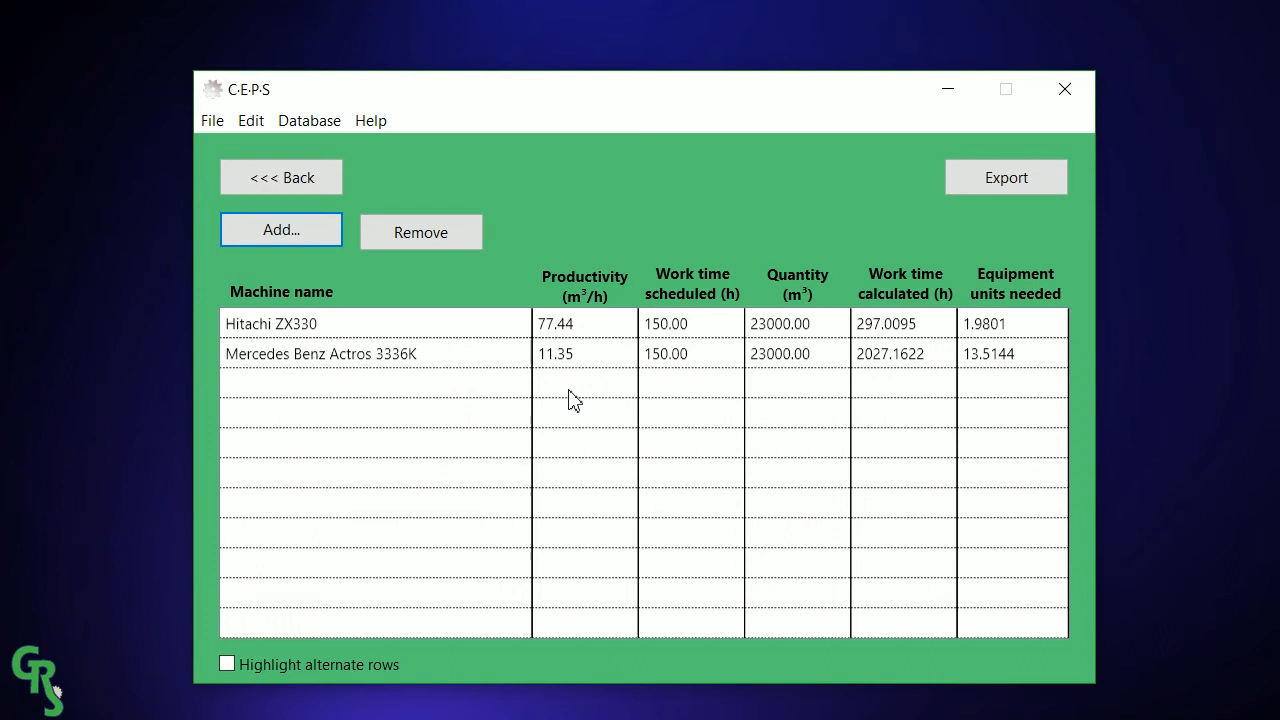 C·E·P·S
File Edit Database Help
<<< Back
Export
Add...
Remove
Machine name
Productivity (m³/h)
Work time scheduled (h)
Quantity (m³)
Work time calculated (h)
Equipment units needed
Hitachi ZX330 77.44 150.00 23000.00 297.0095 1.9801
Mercedes Benz Actros 3336K 11.35 150.00 23000.00 2027.1622 13.5144
Highlight alternate rows
GRS